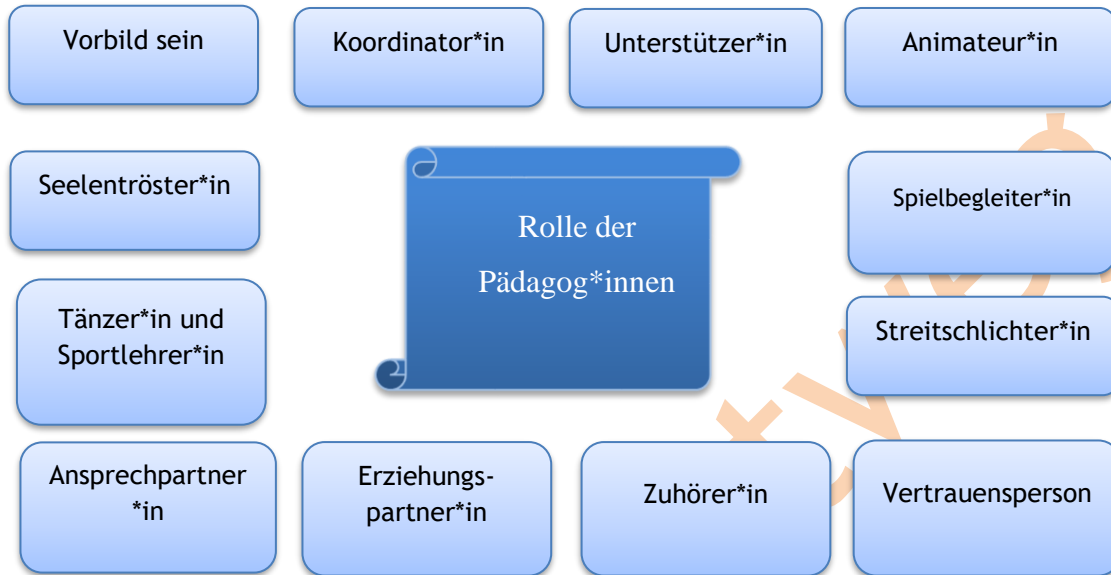 Vorbild sein
Koordinator*in
Unterstützer*in
Animateur*in
Seelentröster*in
Rolle der
Pädagog*innen
Spielbegleiter*in
Tänzer*in und
Sportlehrer*in
Streitschlichter*in
Ansprechpartner
*in
Erziehungs-
partner*in
Zuhörer*in
Vertrauensperson